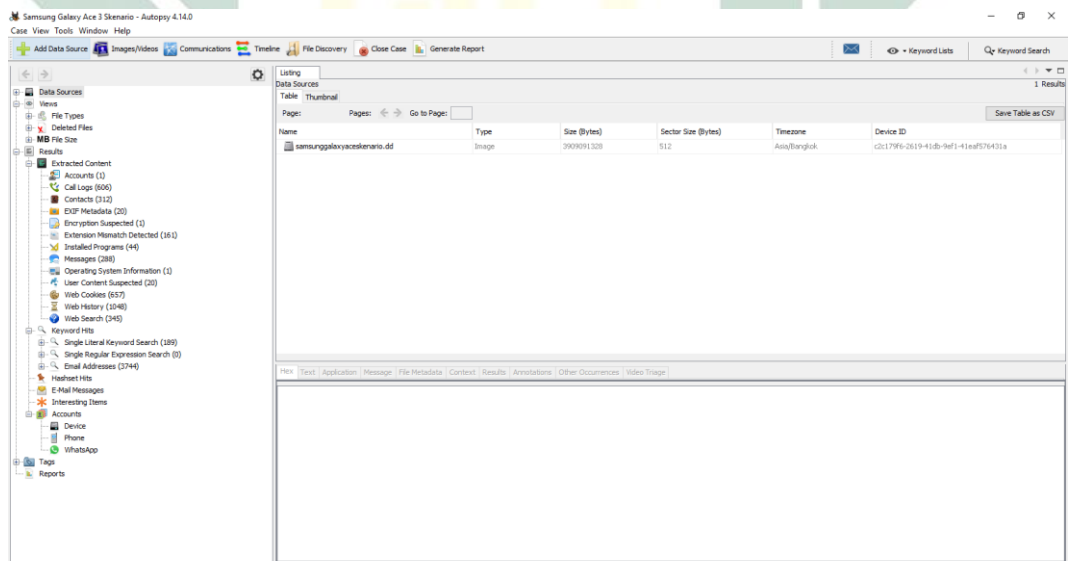 Samsung Galaxy Ace 3 Skenario - Autopsy 4.14.0
Case View Tools Window Help
Add Data Source Images/Videos Communications Timeline File Discovery Close Case Generate Report Keyword Lists Keyword Search
Data Sources
Views
File Types
Deleted Files
MB File Size
Results
Extracted Content
Accounts (1)
Call Logs (606)
Contacts (312)
EXIF Metadata (20)
Encryption Suspected (1)
Extension Mismatch Detected (161)
Installed Programs (44)
Messages (288)
Operating System Information (1)
User Content Suspected (20)
Web Cookies (657)
Web History (1048)
Web Search (345)
Keyword Hits
Single Literal Keyword Search (189)
Single Regular Expression Search (0)
Email Addresses (3744)
Hashset Hits
E-Mail Messages
Interesting Items
Accounts
Device
Phone
WhatsApp
Tags
Reports
Listing
Data Sources 1 Results
Table Thumbnail
Page: Pages: Go to Page: Save Table as CSV
Name Type Size (Bytes) Sector Size (Bytes) Timezone Device ID
samsunggalaxyaceskenario.dd Image 3909091328 512 Asia/Bangkok c2c179f6-2619-41db-9ef1-41eaf576431a
Hex Text Application Message File Metadata Context Results Annotations Other Occurrences Video Triage